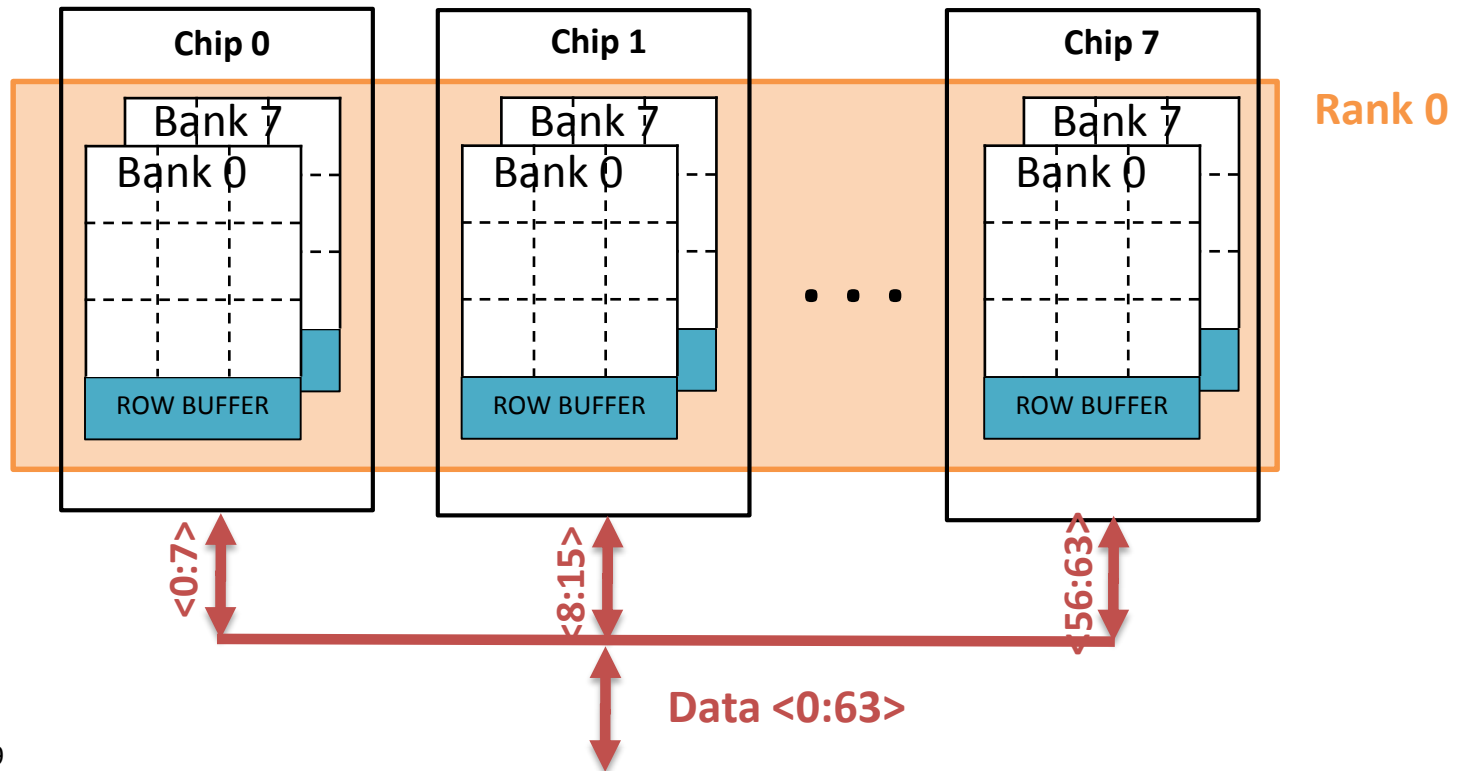 Chip 0
Chip 1
Chip 7
Rank 0
Bank 7
Bank 7
Bank 7
Bank 0
Bank 0
Bank 0
ROW BUFFER
ROW BUFFER
ROW BUFFER
. . .
<0:7>
<8:15>
<56:63>
Data <0:63>